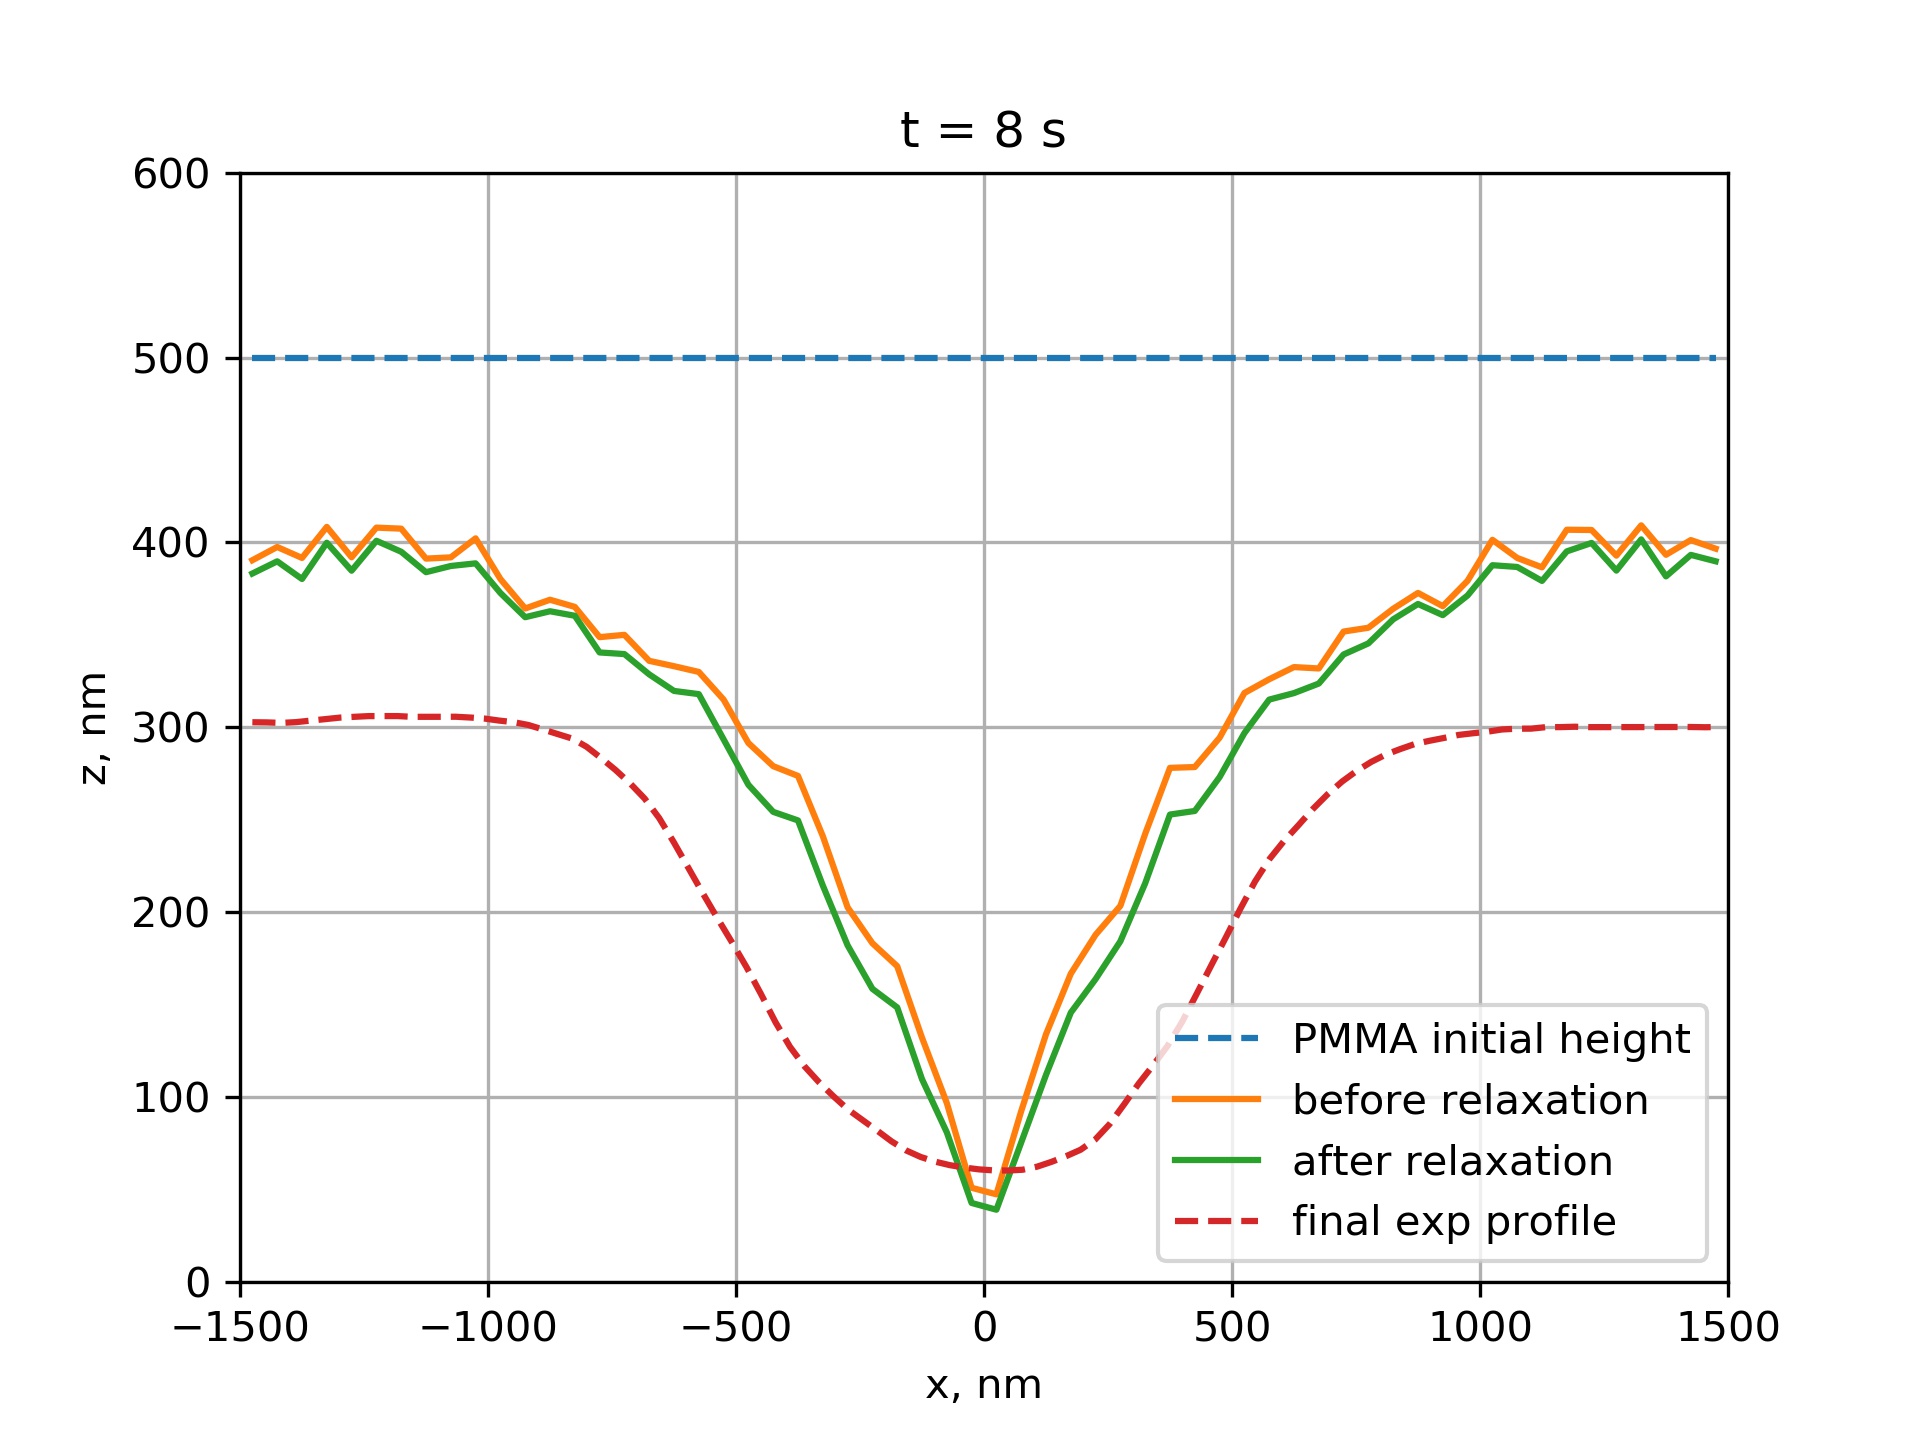 t = 8 s
600
500
400
300
200
100
0
z, nm
−1500
−1000
−500
0
500
1000
1500
x, nm
PMMA initial height
before relaxation
after relaxation
final exp profile